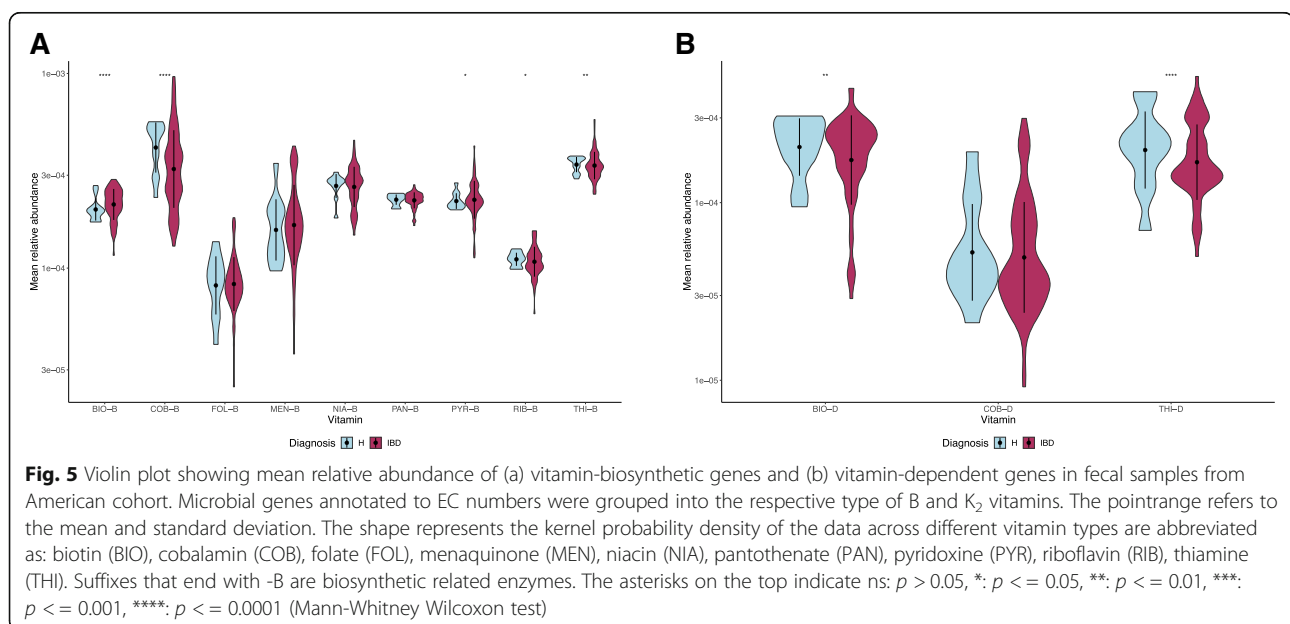 A
B
**** **** * * **
** ****
1e−03
3e−04
1e−04
3e−05
Mean relative abundance
BIO−B COB−B FOL−B MEN−B NIA−B PAN−B PYR−B RIB−B THI−B
Vitamin
Diagnosis H IBD
3e−04
1e−04
3e−05
1e−05
Mean relative abundance
BIO−D COB−D THI−D
Vitamin
Diagnosis H IBD
Fig. 5 Violin plot showing mean relative abundance of (a) vitamin-biosynthetic genes and (b) vitamin-dependent genes in fecal samples from
American cohort. Microbial genes annotated to EC numbers were grouped into the respective type of B and K₂ vitamins. The pointrange refers to
the mean and standard deviation. The shape represents the kernel probability density of the data across different vitamin types are abbreviated
as: biotin (BIO), cobalamin (COB), folate (FOL), menaquinone (MEN), niacin (NIA), pantothenate (PAN), pyridoxine (PYR), riboflavin (RIB), thiamine
(THI). Suffixes that end with -B are biosynthetic related enzymes. The asterisks on the top indicate ns: p > 0.05, *: p < = 0.05, **: p < = 0.01, ***:
p < = 0.001, ****: p < = 0.0001 (Mann-Whitney Wilcoxon test)